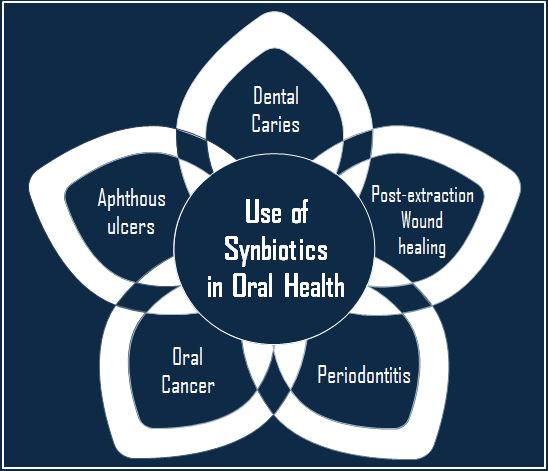 Dental
Caries
Aphthous
ulcers
Post-extraction
Wound
healing
Use of
Synbiotics
in Oral Health
Oral
Cancer
Periodontitis